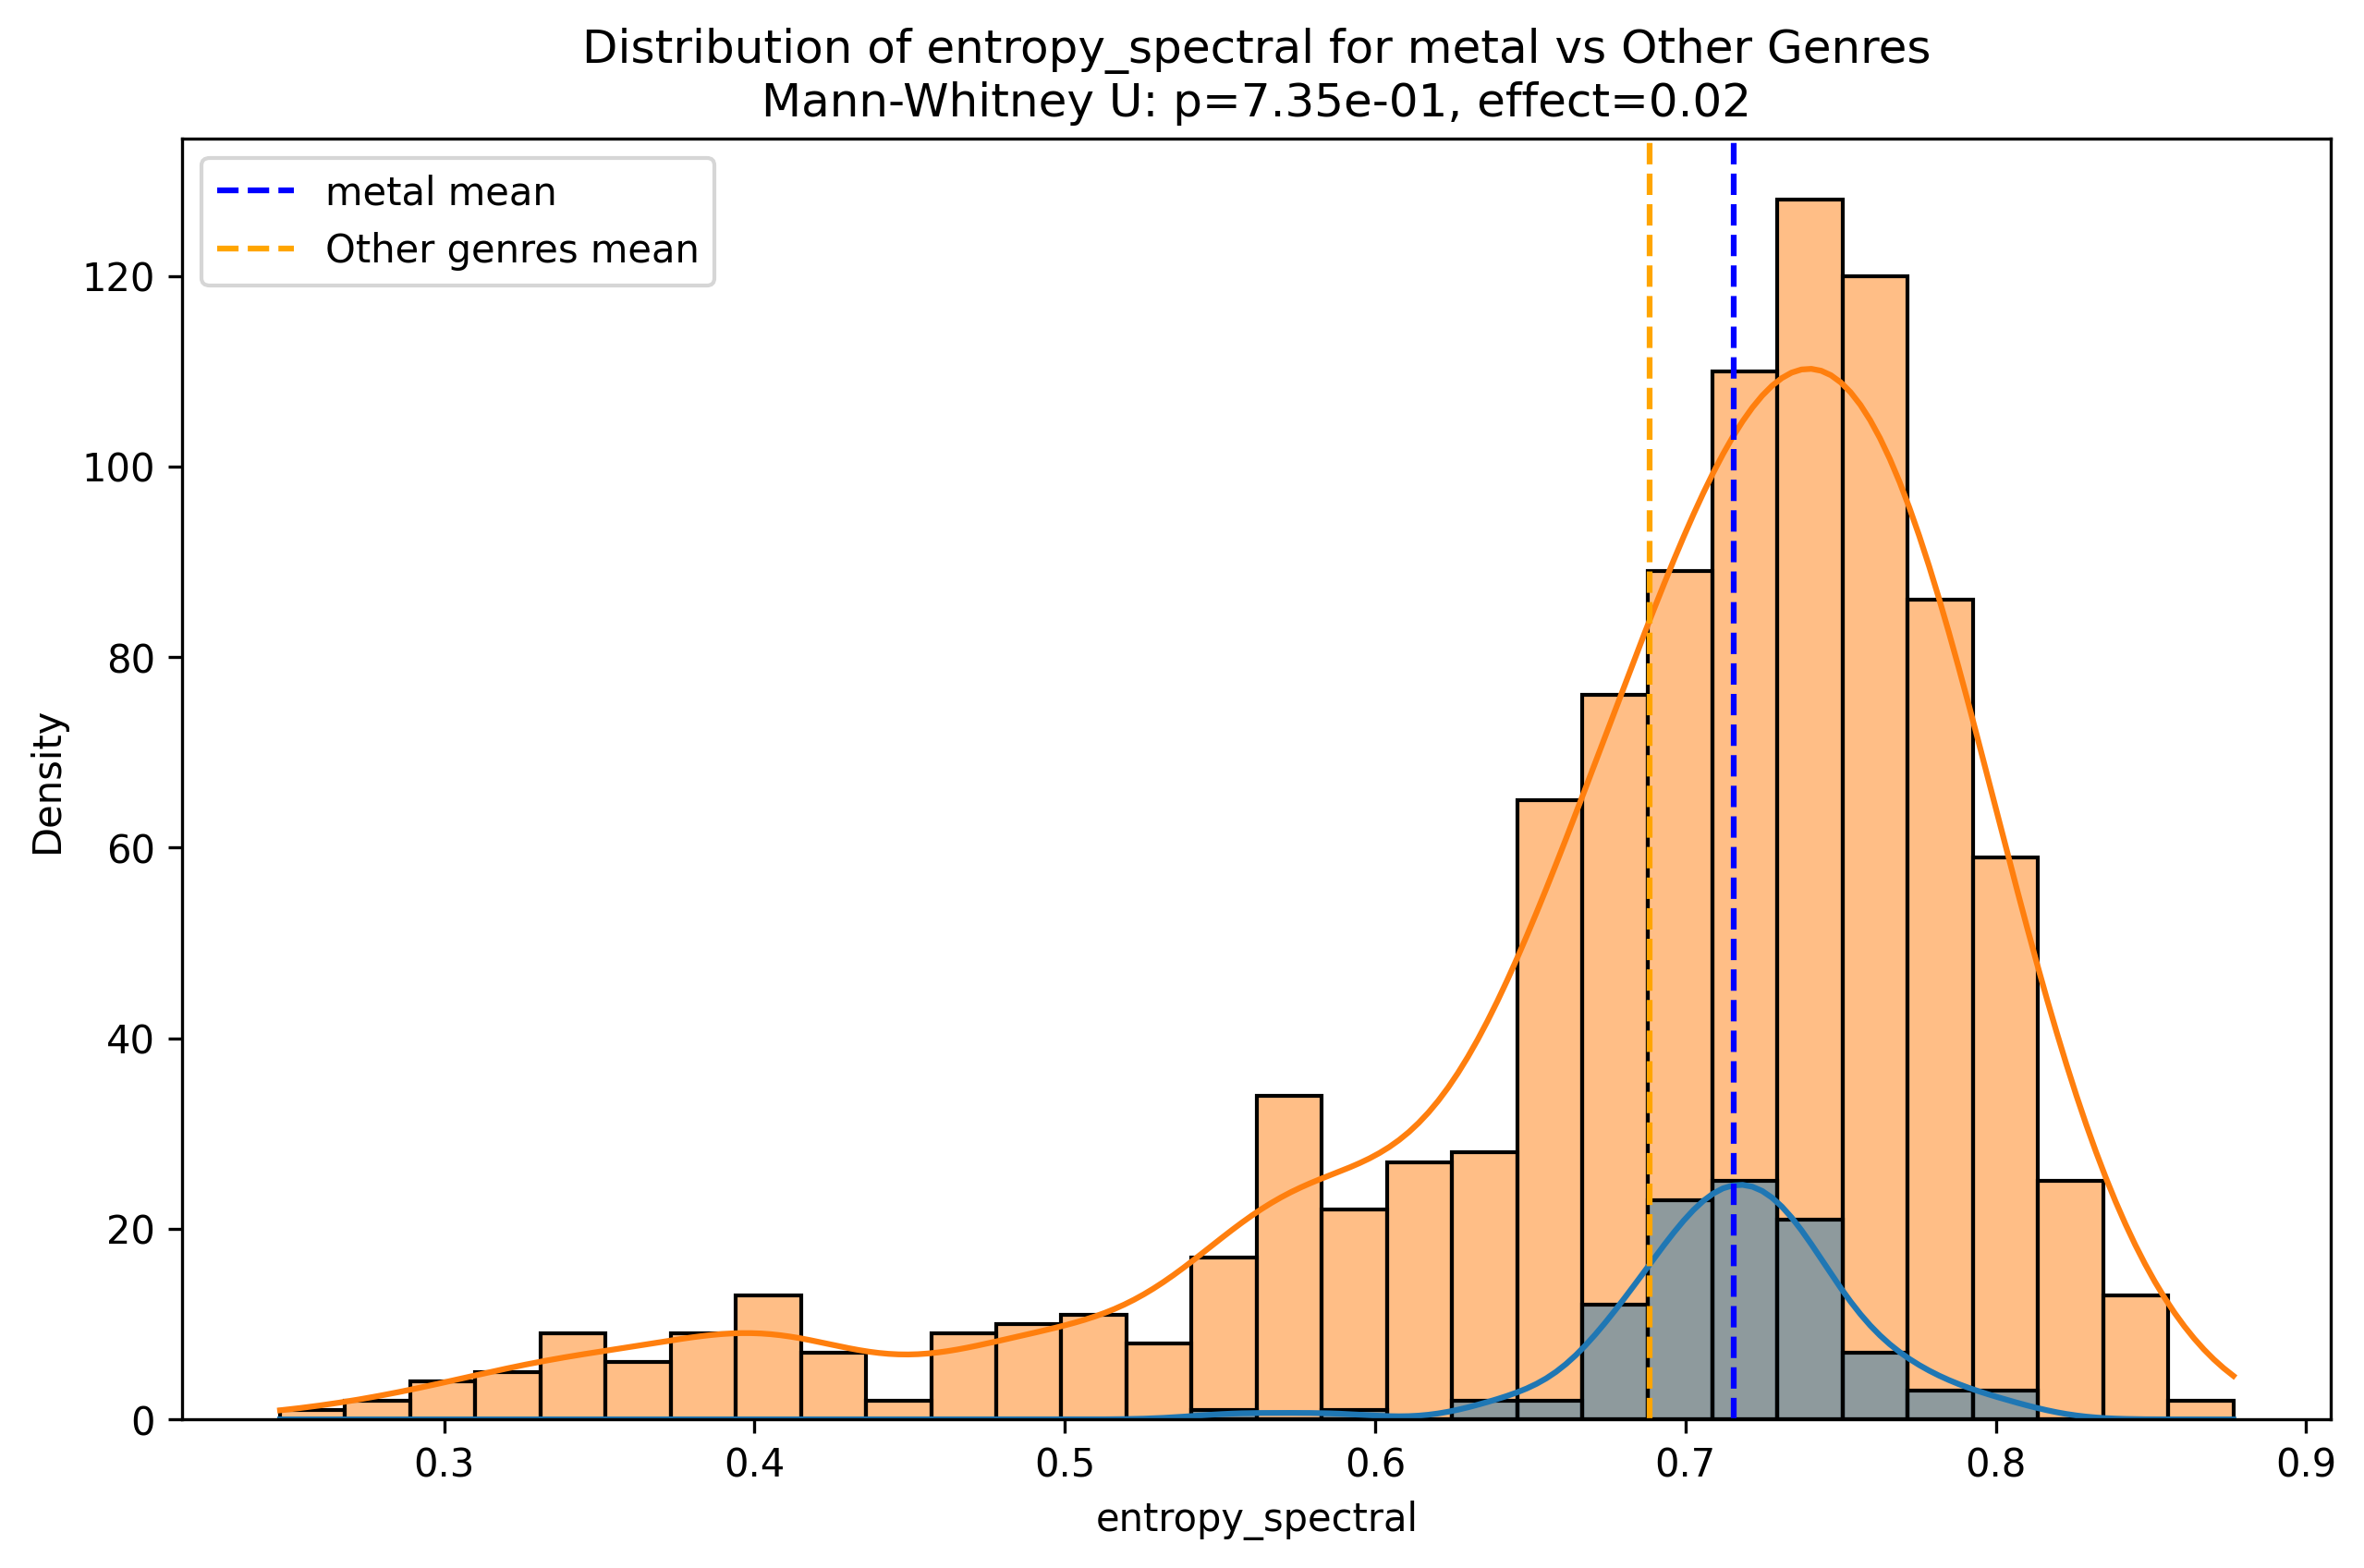 Distribution of entropy_spectral for metal vs Other Genres
Mann-Whitney U: p=7.35e-01, effect=0.02
metal mean
Other genres mean
120
100
80
60
40
20
0
Density
0.3 0.4 0.5 0.6 0.7 0.8 0.9
entropy_spectral